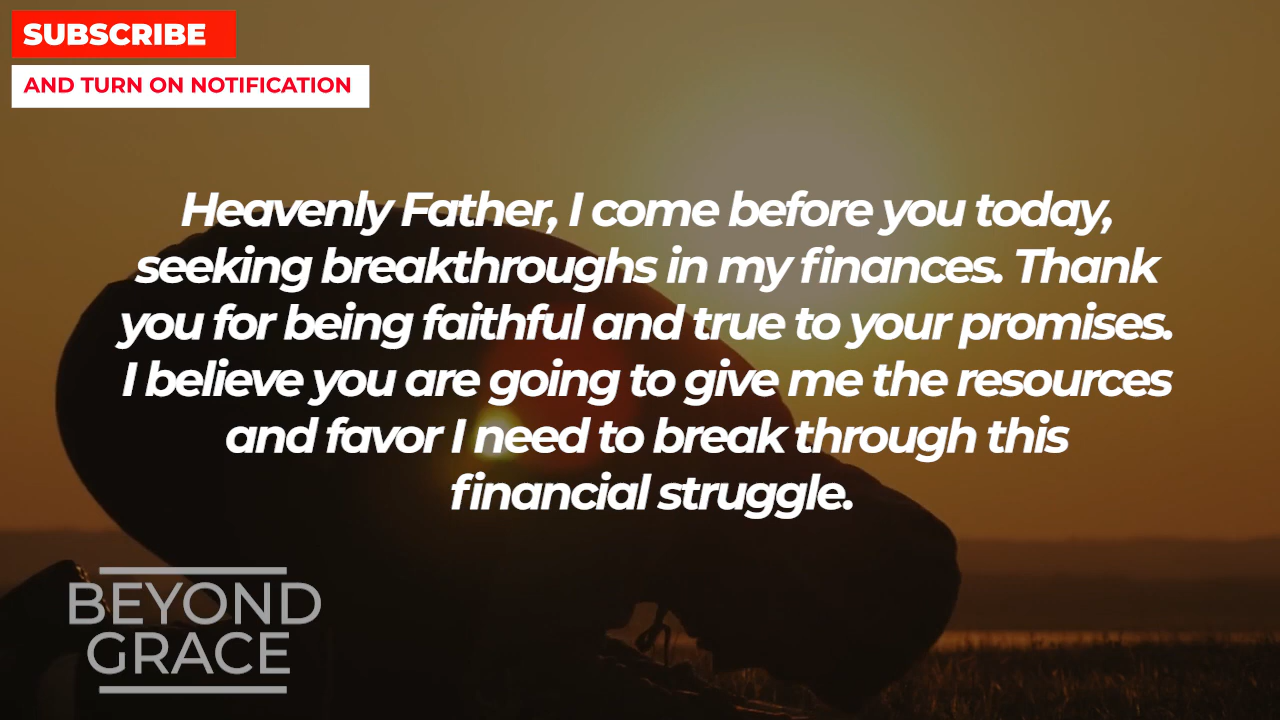 SUBSCRIBE
AND TURN ON NOTIFICATION
Heavenly Father, I come before you today,
seeking breakthroughs in my finances. Thank
you for being faithful and true to your promises.
I believe you are going to give me the resources
and favor I need to break through this
financial struggle.
BEYOND
GRACE